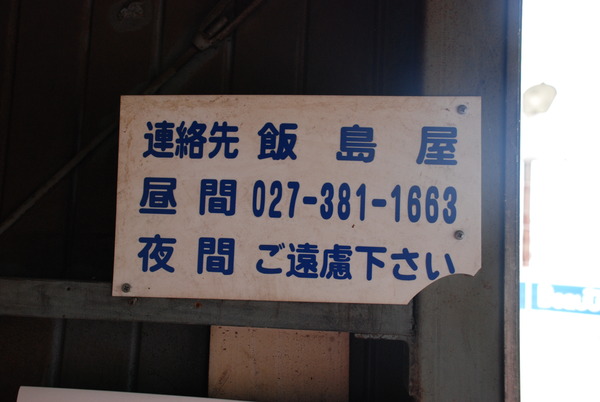 連絡先 飯島屋
昼間 027-381-1663
夜間 ご遠慮下さい